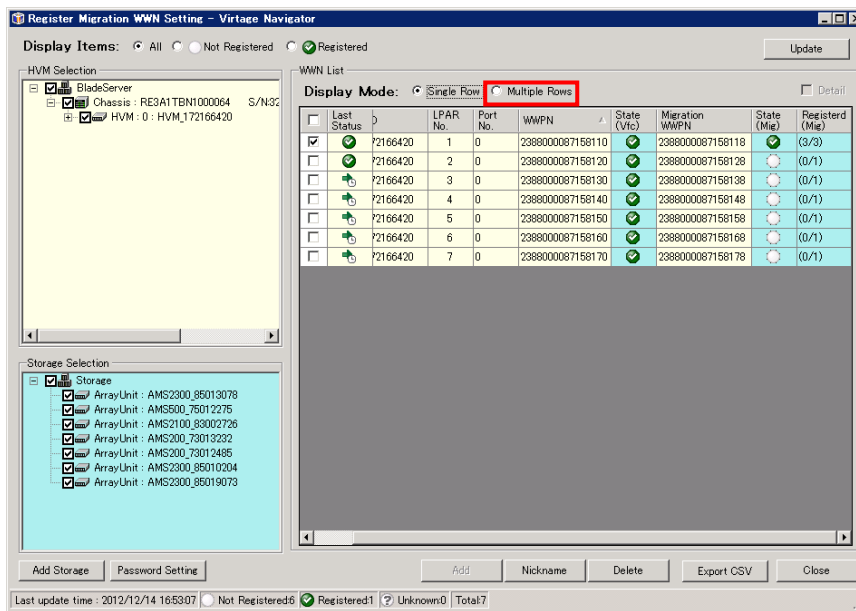 Register Migration WWN Setting - Virtage Navigator
Display Items: All Not Registered Registered
Update
HVM Selection
BladeServer
Chassis : RE3A1TBN1000064 S/N32
HVM : 0 : HVM_172166420
WWN List
Display Mode: Single Row Multiple Rows
Detail
Last Status D LPAR No. Port No. WWPN State (Vfc) Migration WWPN State (Mig) Registerd (Mig)
72166420 1 0 2388000087158110 2388000087158118 (3/3)
72166420 2 0 2388000087158120 2388000087158128 (0/1)
72166420 3 0 2388000087158130 2388000087158138 (0/1)
72166420 4 0 2388000087158140 2388000087158148 (0/1)
72166420 5 0 2388000087158150 2388000087158158 (0/1)
72166420 6 0 2388000087158160 2388000087158168 (0/1)
72166420 7 0 2388000087158170 2388000087158178 (0/1)
Storage Selection
Storage
ArrayUnit : AMS2300_85013078
ArrayUnit : AMS500_75012275
ArrayUnit : AMS2100_83002726
ArrayUnit : AMS200_73013232
ArrayUnit : AMS200_73012485
ArrayUnit : AMS2300_85010204
ArrayUnit : AMS2300_85019073
Add Storage Password Setting Add Nickname Delete Export CSV Close
Last update time : 2012/12/14 16:53:07 Not Registered:6 Registered:1 ? Unknown:0 Total:7